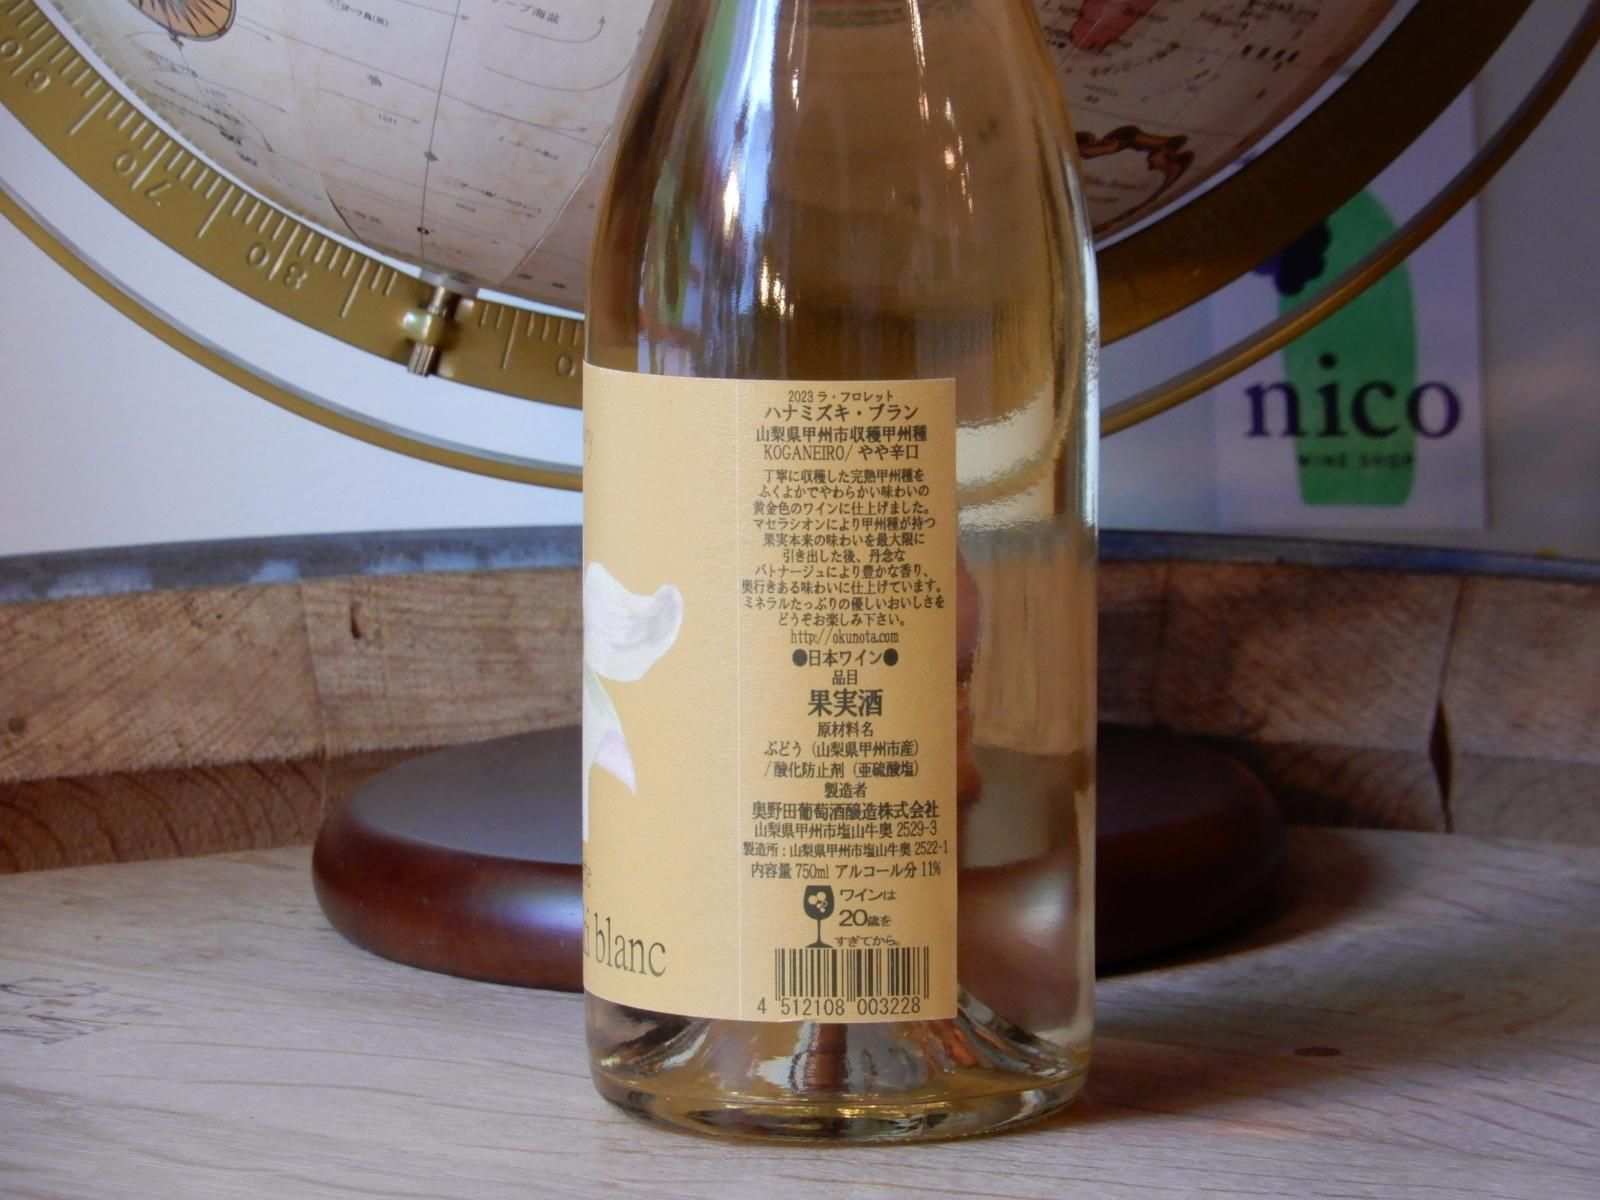 2023 ラ・フロレット
ハナミズキ・ブラン
山梨県甲州市収穫甲州種
KOGANEIRO/ やや辛口
丁寧に収穫した完熟甲州種を
ふくよかでやわらかい味わいの
黄金色のワインに仕上げました。
マセラシオンにより甲州種が持つ
果実本来の味わいを最大限に
引き出した後、丹念な
バトナージュにより豊かな香り、
奥行きある味わいに仕上げています。
ミネラルたっぷりの優しいおいしさを
どうぞお楽しみ下さい。
http://okunota.com
●日本ワイン●
品目
果実酒
原材料名
ぶどう（山梨県甲州市産）
/酸化防止剤（亜硫酸塩）
製造者
奥野田葡萄酒醸造株式会社
山梨県甲州市塩山牛奥 2529-3
製造所：山梨県甲州市塩山牛奥 2522-1
内容量 750ml アルコール分 11%
ワインは
20歳を
すぎてから。
4 512108 003228
blanc
nico
WINE SHOP
60
70
80